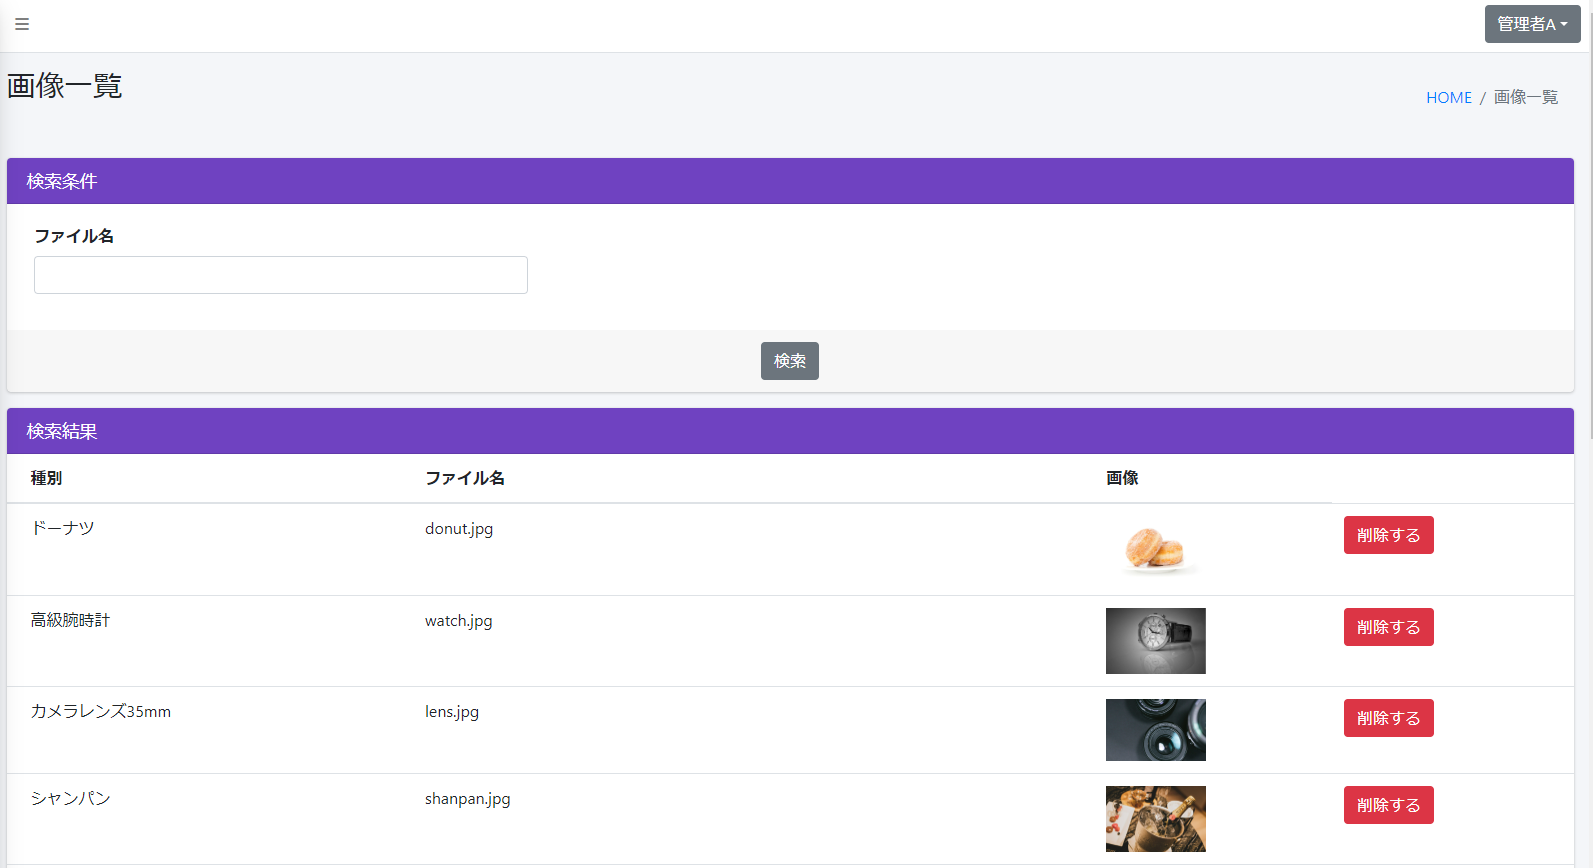 管理者A
画像一覧
HOME / 画像一覧
検索条件
ファイル名
検索
検索結果
種別 ファイル名 画像
ドーナツ donut.jpg 削除する
高級腕時計 watch.jpg 削除する
カメラレンズ35mm lens.jpg 削除する
シャンパン shanpan.jpg 削除する